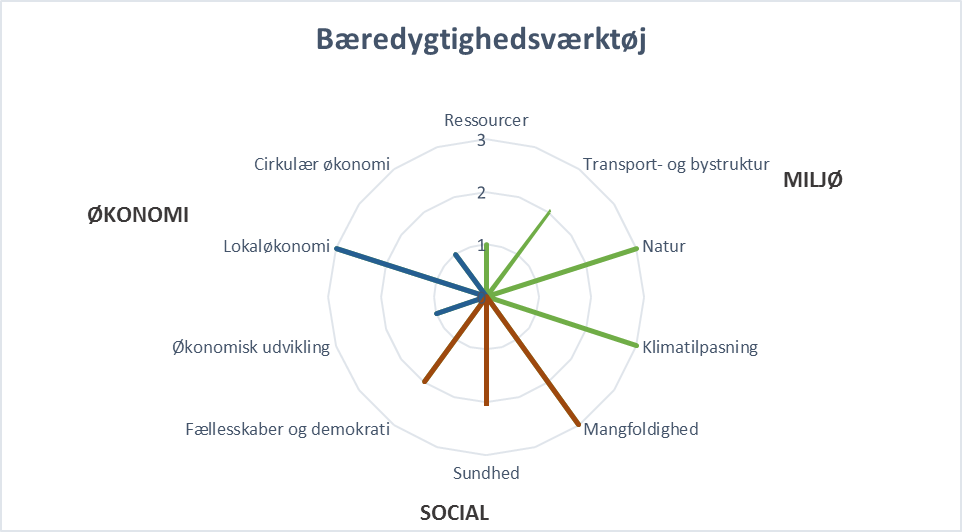 Bæredygtighedsværktøj
Ressourcer
3
Cirkulær økonomi
Transport- og bystruktur
MILJØ
2
ØKONOMI
1
Lokaløkonomi
Natur
Økonomisk udvikling
Klimatilpasning
Fællesskaber og demokrati
Mangfoldighed
Sundhed
SOCIAL